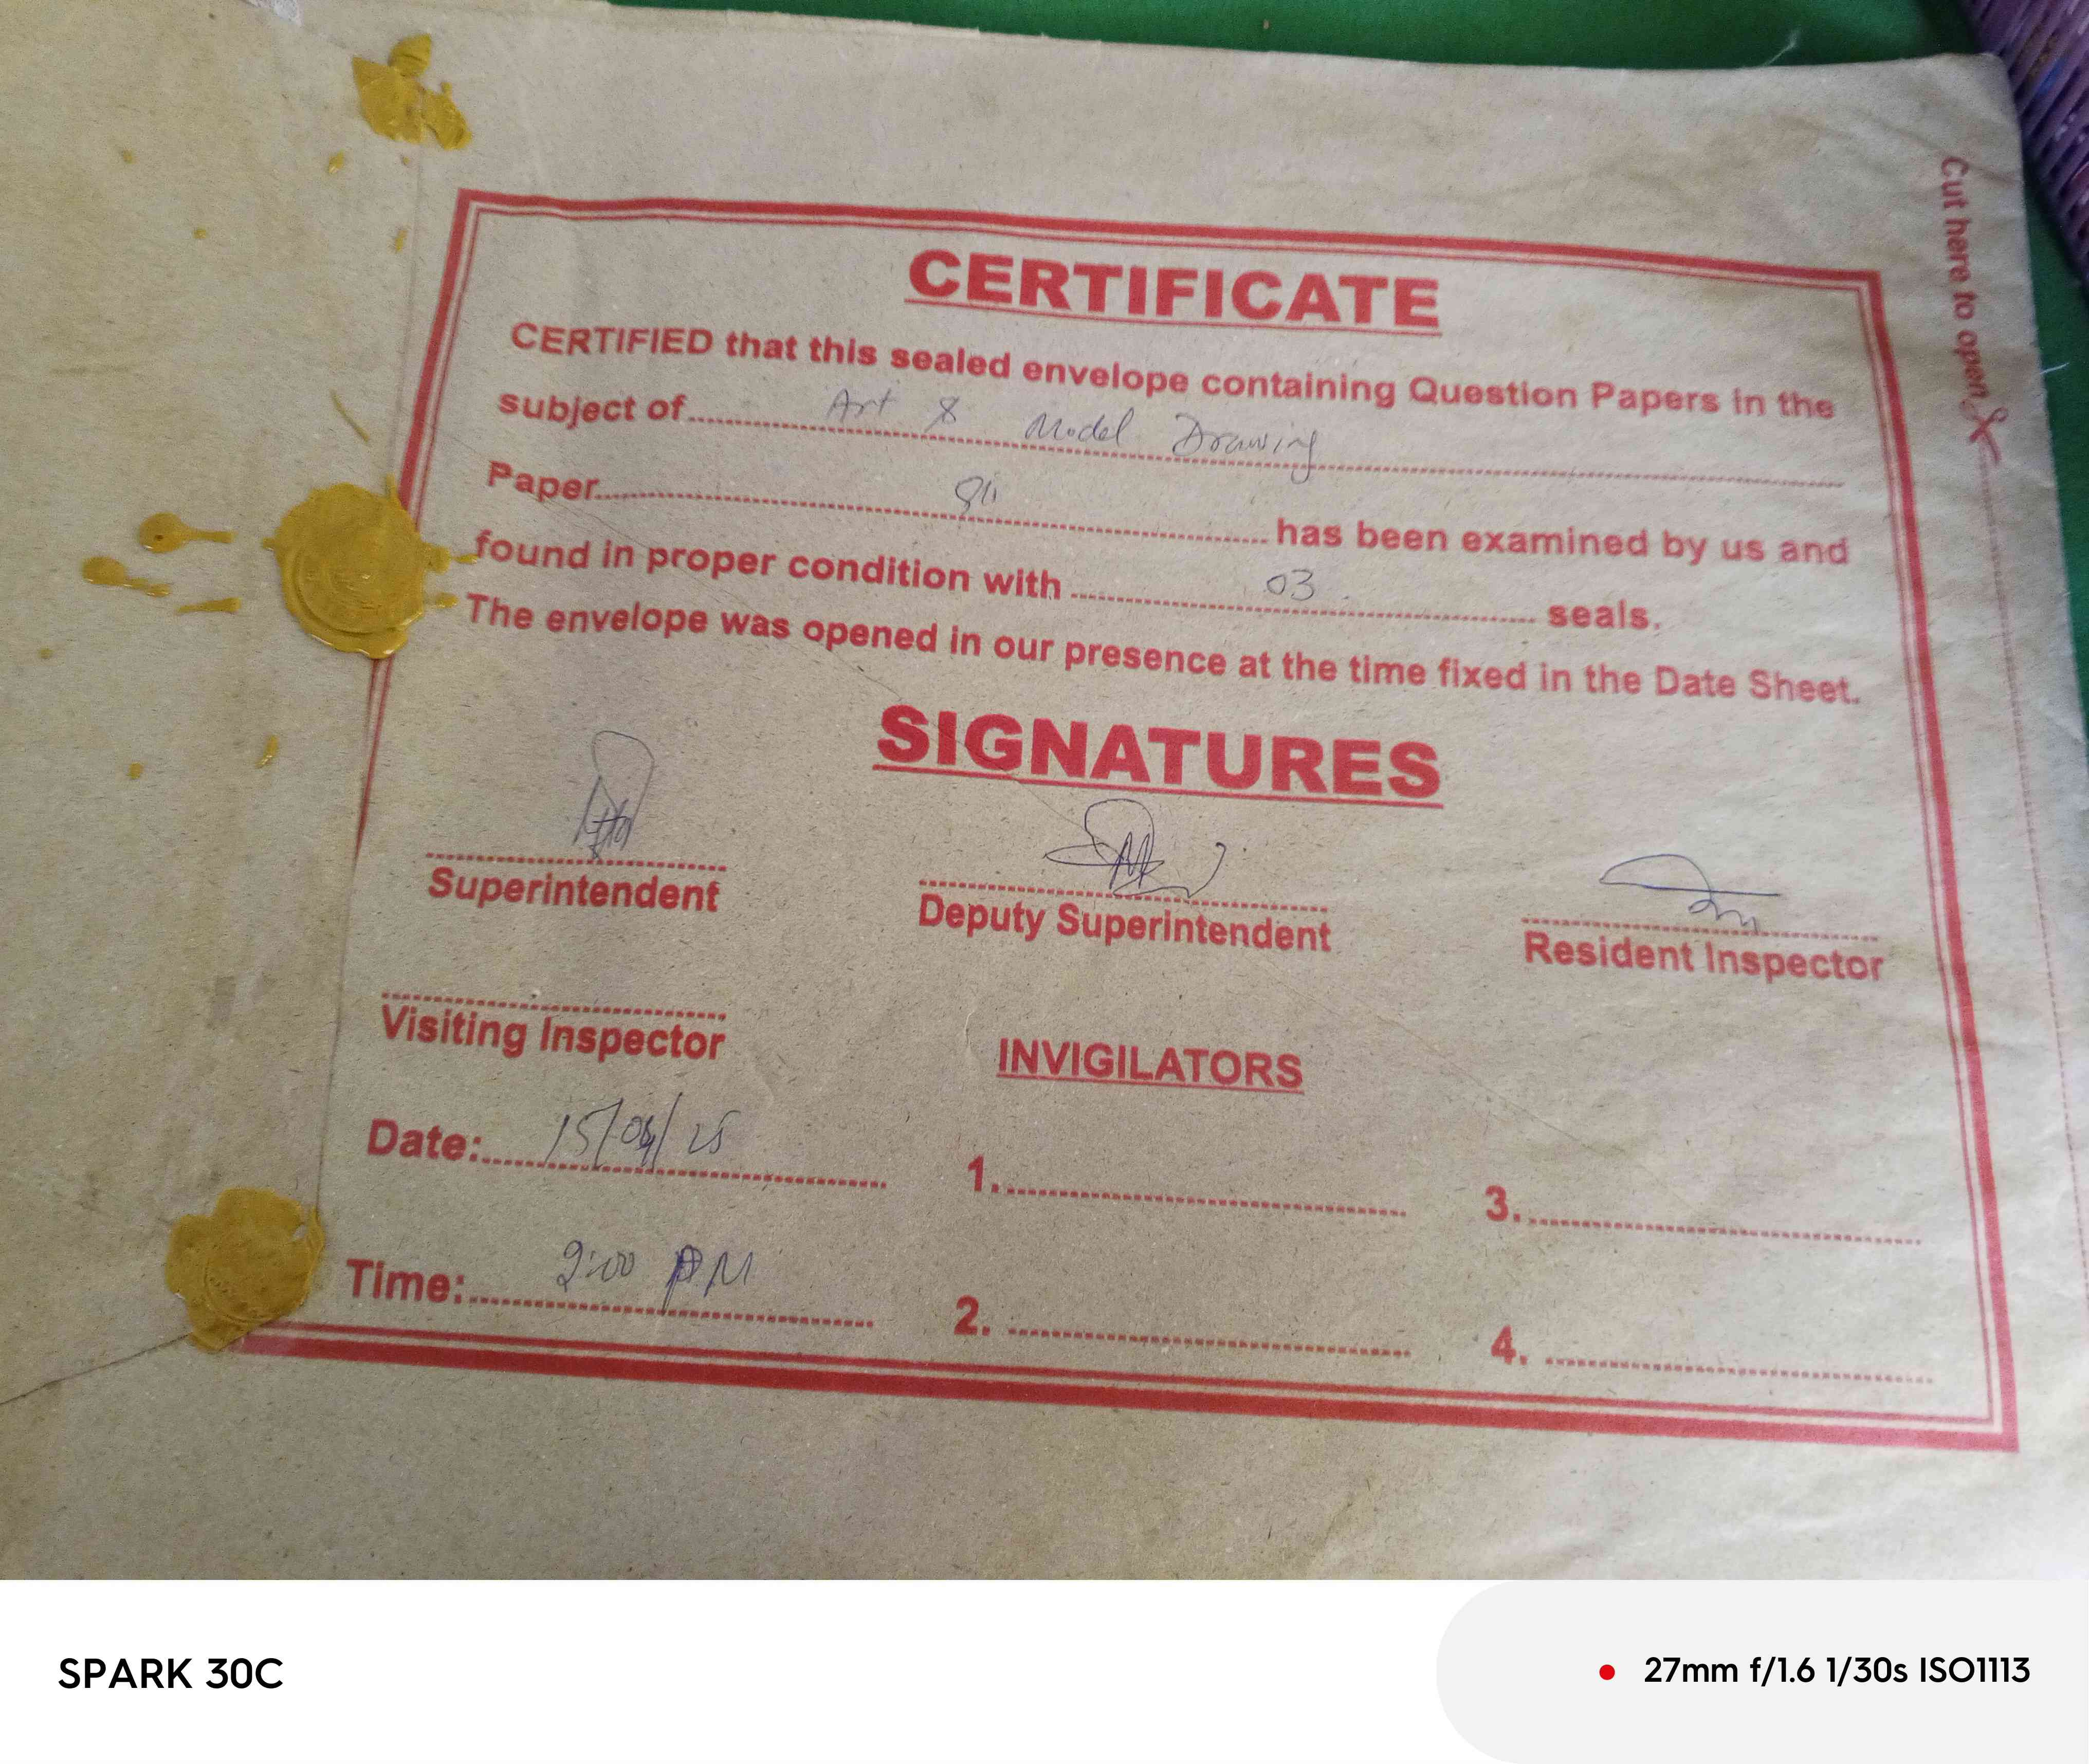 CERTIFICATE
CERTIFIED that this sealed envelope containing Question Papers in the
subject of Art & Model Drawing
Paper has been examined by us and
found in proper condition with 03 seals.
The envelope was opened in our presence at the time fixed in the Date Sheet.
SIGNATURES
Superintendent Deputy Superintendent Resident Inspector
Visiting Inspector
INVIGILATORS
Date: 15/04/25 1. 3.
Time: 2:00 PM 2. 4.
Cut here to open
SPARK 30C 27mm f/1.6 1/30s ISO1113